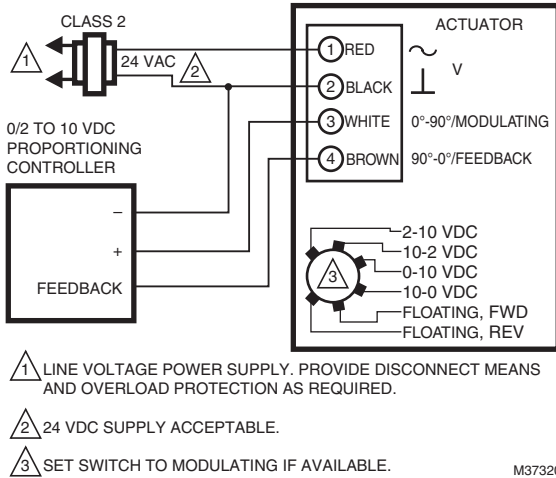 CLASS 2
1
24 VAC
2
0/2 TO 10 VDC
PROPORTIONING
CONTROLLER
–
+
FEEDBACK
ACTUATOR
1 RED
2 BLACK
V
3 WHITE 0°-90°/MODULATING
4 BROWN 90°-0°/FEEDBACK
3
2-10 VDC
10-2 VDC
0-10 VDC
10-0 VDC
FLOATING, FWD
FLOATING, REV
1 LINE VOLTAGE POWER SUPPLY. PROVIDE DISCONNECT MEANS
AND OVERLOAD PROTECTION AS REQUIRED.
2 24 VDC SUPPLY ACCEPTABLE.
3 SET SWITCH TO MODULATING IF AVAILABLE.